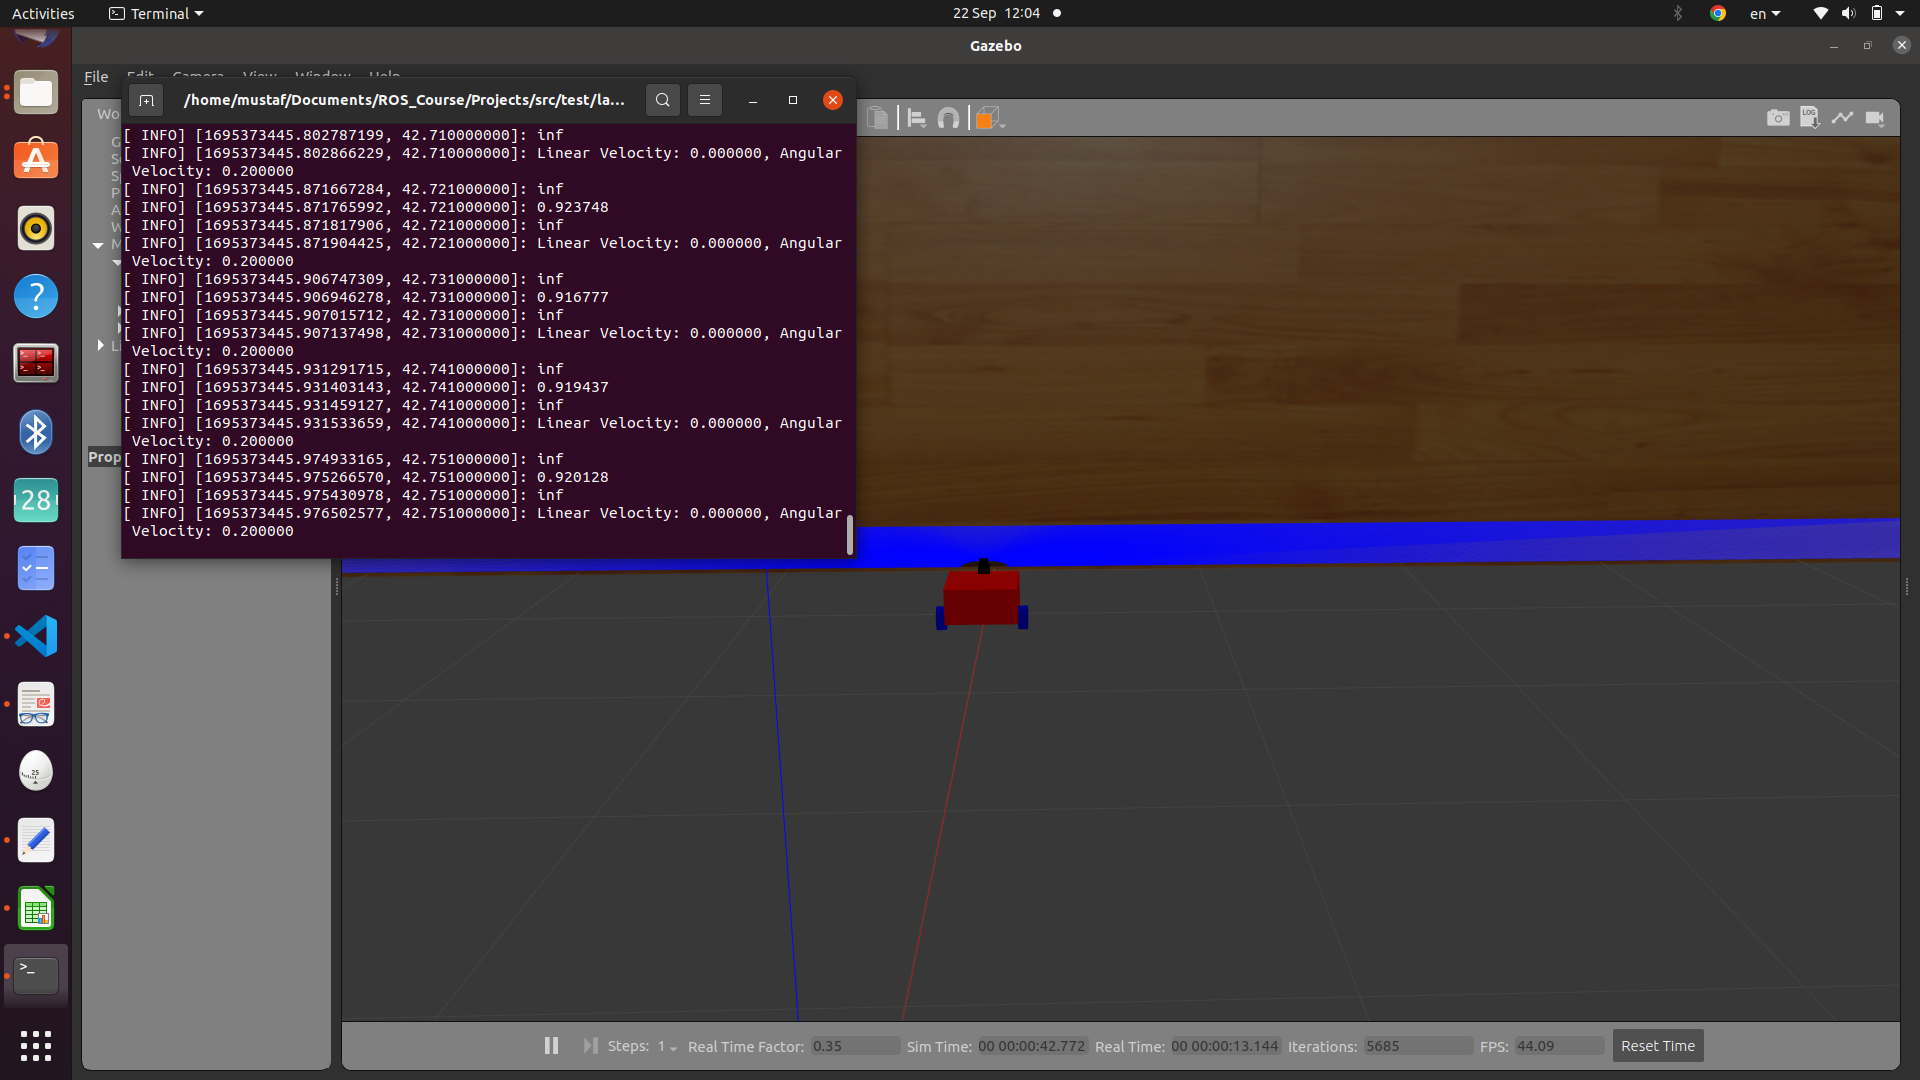 Activities
Terminal
22 Sep 12:04
en
Gazebo
File Edit Camera View Window Help
/home/mustaf/Documents/ROS_Course/Projects/src/test/la...
Wo
[ INFO] [1695373445.802787199, 42.710000000]: inf
[ INFO] [1695373445.802866229, 42.710000000]: Linear Velocity: 0.000000, Angular
Velocity: 0.200000
[ INFO] [1695373445.871667284, 42.721000000]: inf
[ INFO] [1695373445.871765992, 42.721000000]: 0.923748
[ INFO] [1695373445.871817906, 42.721000000]: inf
[ INFO] [1695373445.871904425, 42.721000000]: Linear Velocity: 0.000000, Angular
Velocity: 0.200000
[ INFO] [1695373445.906747309, 42.731000000]: inf
[ INFO] [1695373445.906946278, 42.731000000]: 0.916777
[ INFO] [1695373445.907015712, 42.731000000]: inf
[ INFO] [1695373445.907137498, 42.731000000]: Linear Velocity: 0.000000, Angular
Velocity: 0.200000
[ INFO] [1695373445.931291715, 42.741000000]: inf
[ INFO] [1695373445.931403143, 42.741000000]: 0.919437
[ INFO] [1695373445.931459127, 42.741000000]: inf
[ INFO] [1695373445.931533659, 42.741000000]: Linear Velocity: 0.000000, Angular
Velocity: 0.200000
[ INFO] [1695373445.974933165, 42.751000000]: inf
[ INFO] [1695373445.975266570, 42.751000000]: 0.920128
[ INFO] [1695373445.975430978, 42.751000000]: inf
[ INFO] [1695373445.976502577, 42.751000000]: Linear Velocity: 0.000000, Angular
Velocity: 0.200000
Prop
LOG
28
25
Steps: 1 Real Time Factor: 0.35 Sim Time: 00 00:00:42.772 Real Time: 00 00:00:13.144 Iterations: 5685 FPS: 44.09 Reset Time